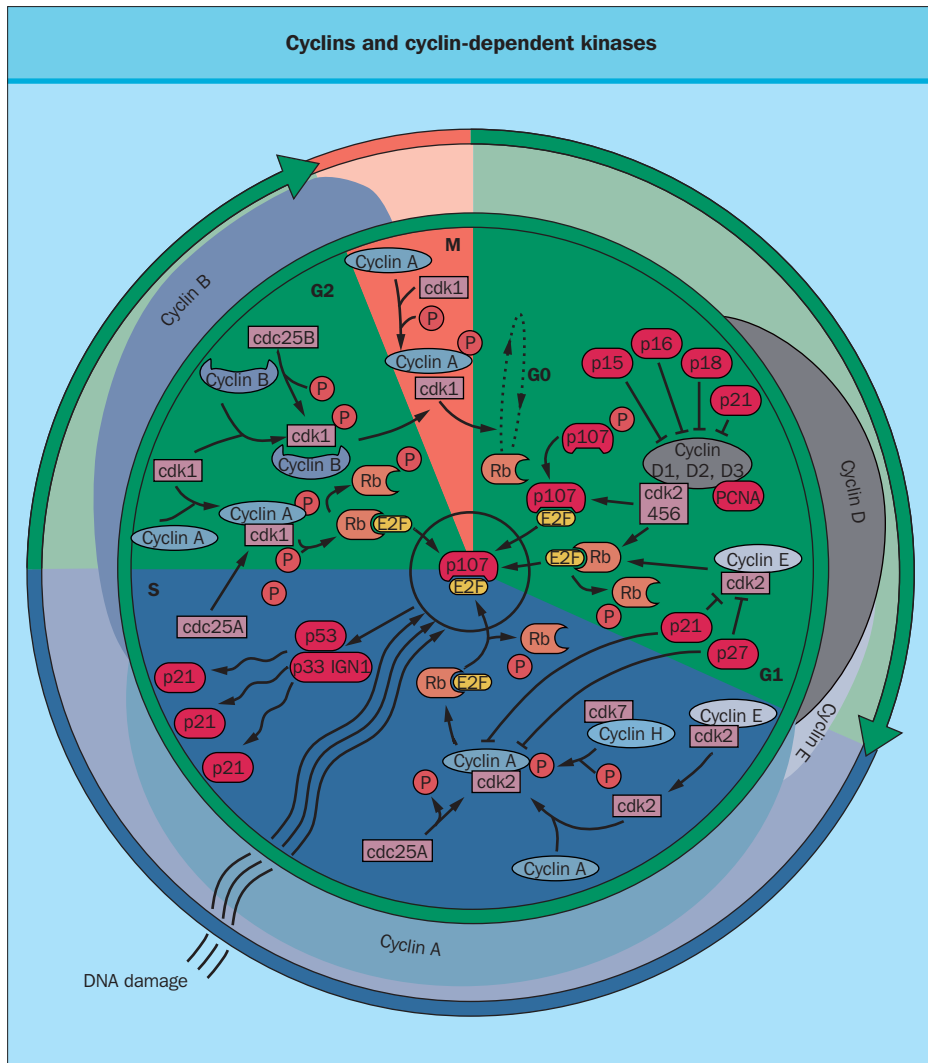 Cyclins and cyclin-dependent kinases
M
Cyclin A
cdk1
P
P
Cyclin A
cdk1
G2
cdc25B
Cyclin B
P
P
cdk1
Cyclin B
cdk1
Cyclin A
Cyclin A
cdk1
P
P
P
Rb
P
Rb
E2F
cdc25A
Cyclin B
G0
p15
p16
p18
p21
Cyclin
D1, D2, D3
cdk2
456
PCNA
p107
P
Rb
p107
E2F
E2F
Rb
Rb
P
Cyclin E
cdk2
p21
p27
G1
Cyclin D
Cyclin E
p107
E2F
S
p53
p33 IGN1
p21
p21
p21
Rb
P
Rb
E2F
cdk7
Cyclin H
P
Cyclin E
cdk2
Cyclin A
cdk2
P
P
cdk2
cdc25A
Cyclin A
Cyclin A
DNA damage